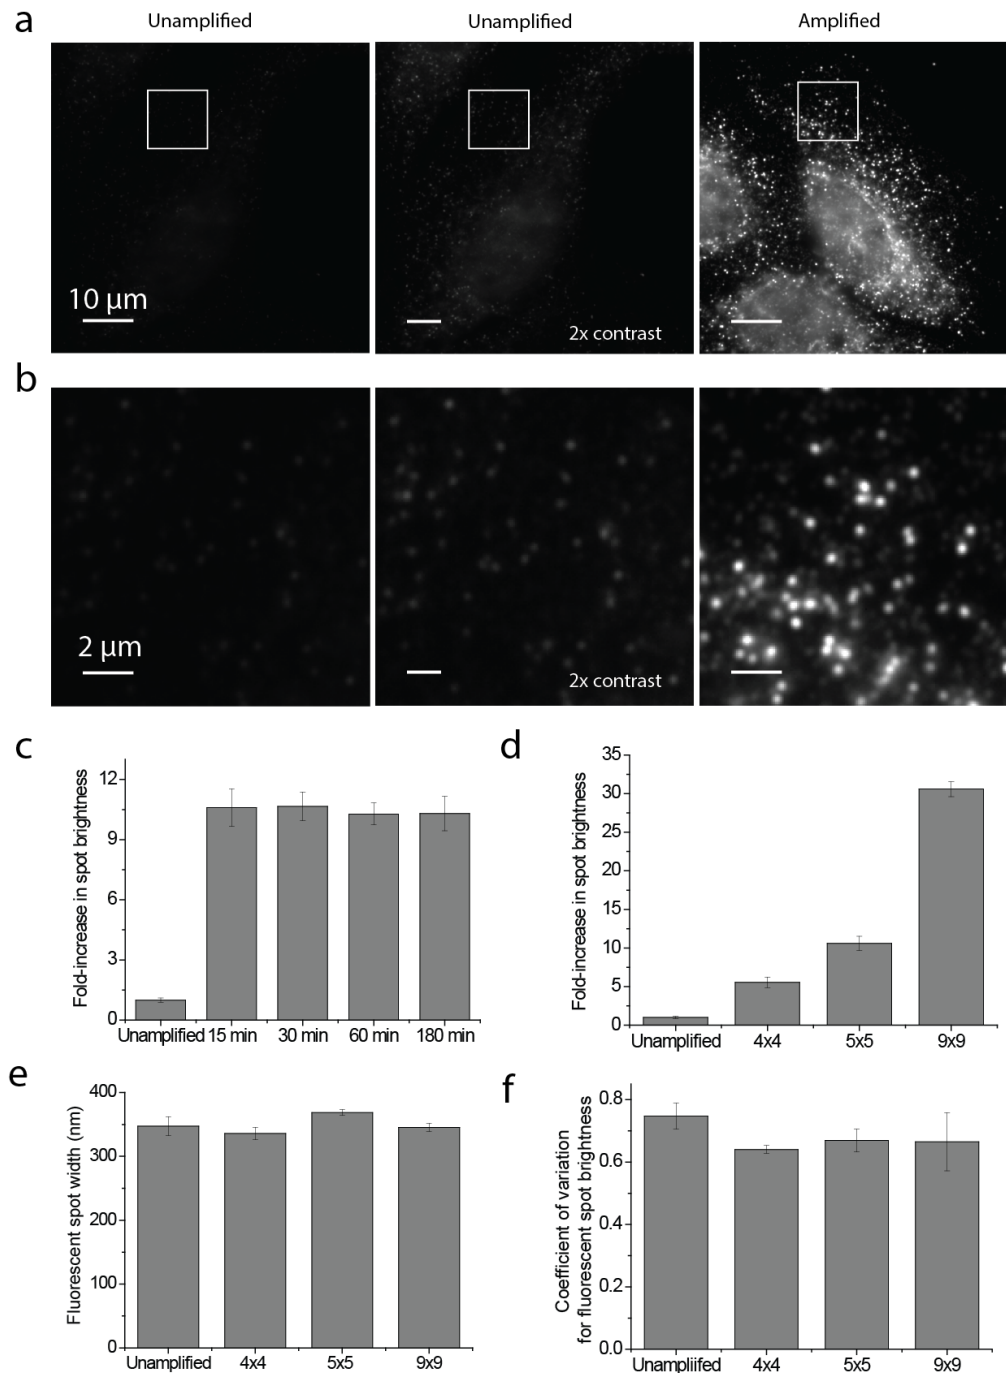 a
Unamplified
Unamplified
Amplified
10 μm
2x contrast
b
2 μm
2x contrast
c
Fold-increase in spot brightness
12
9
6
3
0
Unamplified 15 min 30 min 60 min 180 min
d
Fold-increase in spot brightness
35
30
25
20
15
10
5
0
Unamplified 4x4 5x5 9x9
e
Fluorescent spot width (nm)
400
300
200
100
0
Unamplified 4x4 5x5 9x9
f
Coefficient of variation
for fluorescent spot brightness
0.8
0.6
0.4
0.2
0.0
Unampliifed 4x4 5x5 9x9